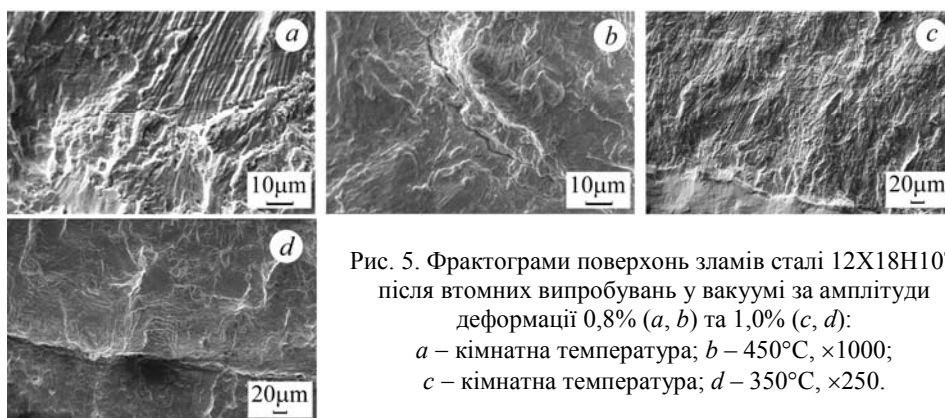 a
10μm
b
10μm
c
20μm
d
20μm
Рис. 5. Фрактограми поверхонь зламів сталі 12Х18Н10
після втомних випробувань у вакуумі за амплітуди
деформації 0,8% (a, b) та 1,0% (c, d):
a – кімнатна температура; b – 450°С, ×1000;
c – кімнатна температура; d – 350°С, ×250.